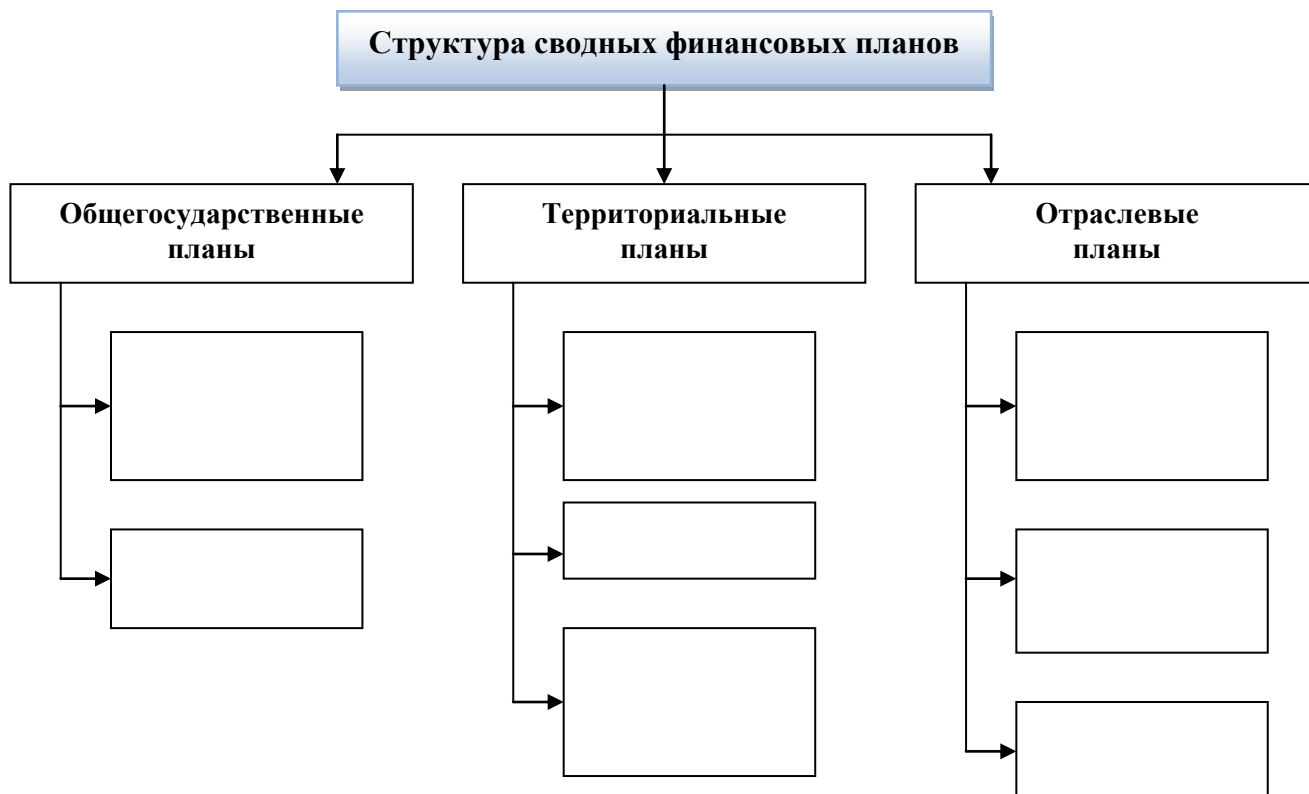 Структура сводных финансовых планов
Общегосударственные
планы
Территориальные
планы
Отраслевые
планы